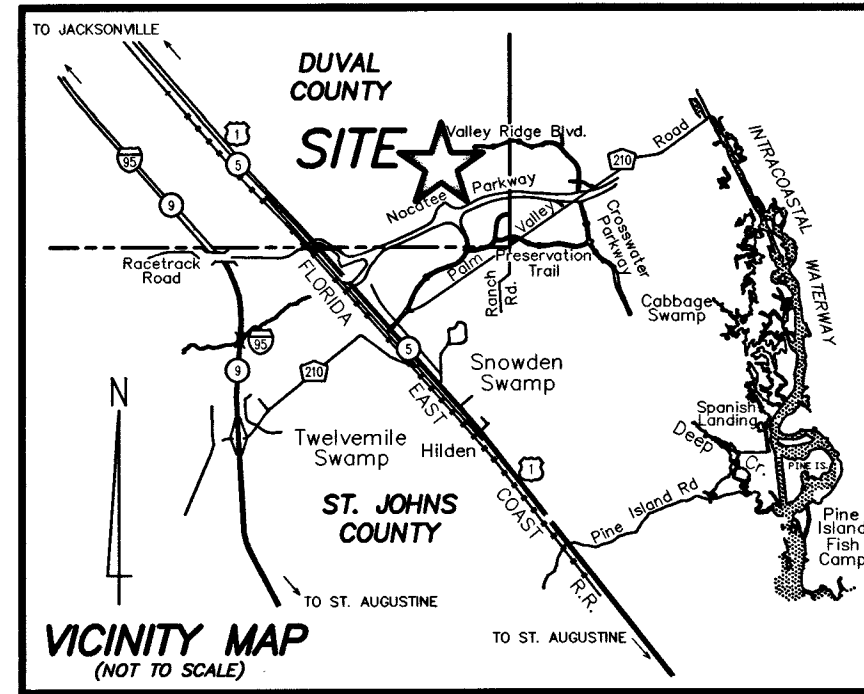 TO JACKSONVILLE
DUVAL
COUNTY
SITE
Valley Ridge Blvd.
Road
210
INTRACOASTAL
WATERWAY
1
5
95
9
Nocatee Parkway
Palm Valley
Crosswater
Parkway
Racetrack
Road
Preservation
Trail
Ranch
Rd.
FLORIDA
EAST
COAST
R.R.
Cabbage
Swamp
95
9
210
5
Snowden
Swamp
N
Twelvemile
Swamp
Hilden
1
Spanish
Landing
Deep
Cr.
PINE IS.
ST. JOHNS
COUNTY
Pine Island Rd
Pine
Island
Fish
Camp
TO ST. AUGUSTINE
TO ST. AUGUSTINE
VICINITY MAP
(NOT TO SCALE)